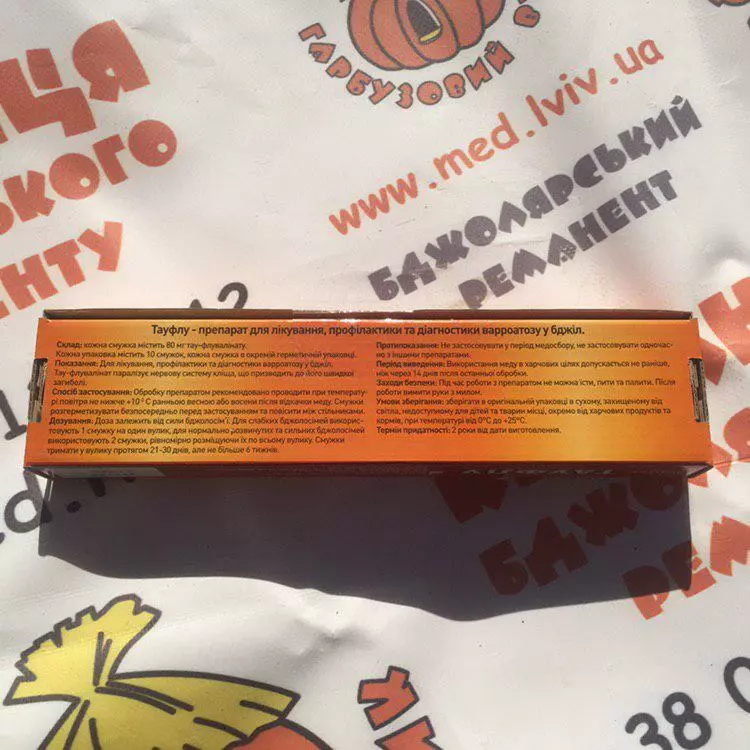 ГАРБУЗОВИЙ
ЬКОГО
ЕНТУ
www.med.lviv.ua
БДЖОЛЯРСЬКИЙ
РЕМАНЕНТ
Тауфлу - препарат для лікування, профілактики та діагностики варроатозу у бджіл.
Склад: кожна смужка містить 80 мг тау-флувалінату.
Кожна упаковка містить 10 смужок, кожна смужка в окремій герметичній упаковці.
Показання: Для лікування, профілактики та діагностики варроатозу у бджіл.
Тау-флувалінат паралізує нервову систему кліща, що призводить до його швидкої
загибелі.
Спосіб застосування: Обробку препаратом рекомендовано проводити при температу-
рі повітря не нижче +10 °С ранньою весною або восени після відкачки меду. Смужки
розгерметизувати безпосередньо перед застосуванням та повісити між стільниками.
Дозування: Доза залежить від сили бджолосім'ї. Для слабких бджолосімей викорис-
товують 1 смужку на один вулик, для нормально розвинутих та сильних бджолосімей
використовують 2 смужки, рівномірно розміщуючи їх по всьому вулику. Смужки
тримати у вулику протягом 21-30 днів, але не більше 6 тижнів.
Протипоказання: Не застосовувати у період медозбору, не застосовувати одночас-
но з іншими препаратами.
Період виведення: Використання меду в харчових цілях допускається не раніше,
ніж через 14 днів після останньої обробки.
Заходи безпеки: Під час роботи з препаратом не можна їсти, пити та палити. Після
роботи вимити руки з милом.
Умови зберігання: зберігати в оригінальній упаковці в сухому, захищеному від
світла, недоступному для дітей та тварин місці, окремо від харчових продуктів та
кормів, при температурі від 0°С до +25°С.
Термін придатності: 2 роки від дати виготовлення.
РЕМАНЕНТ
38 0